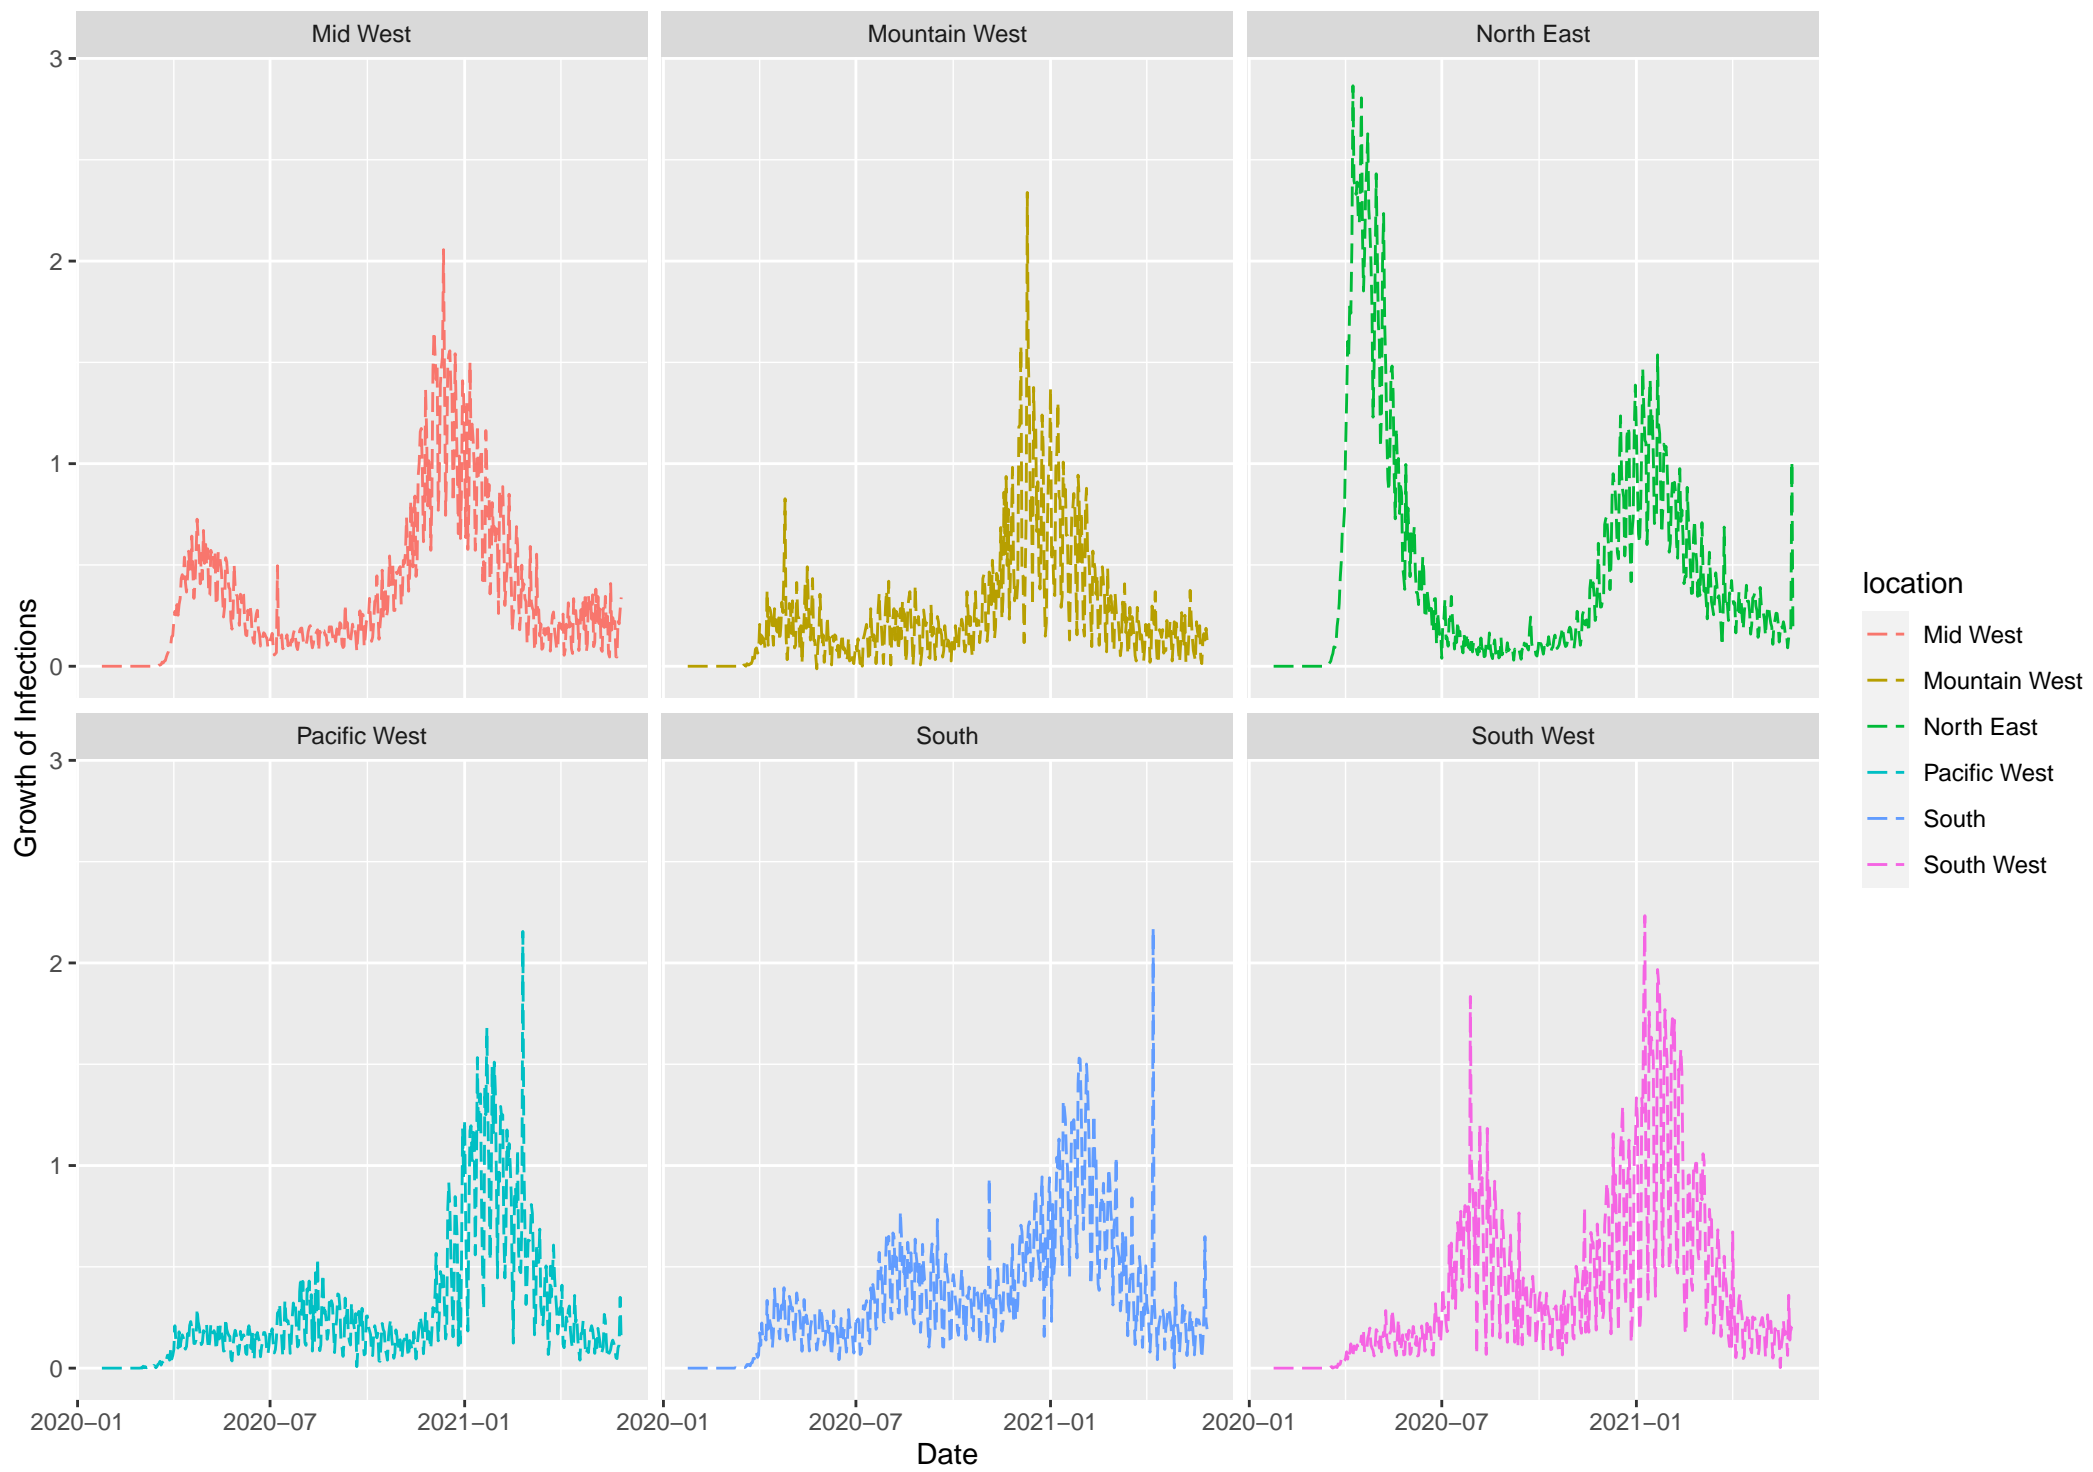 Mid West
Mountain West
North East
3
2
1
0
Pacific West
South
South West
3
2
1
0
2020−01
2020−07
2021−01
2020−01
2020−07
2021−01
2020−01
2020−07
2021−01
Date
Growth of Infections
location
Mid West
Mountain West
North East
Pacific West
South
South West